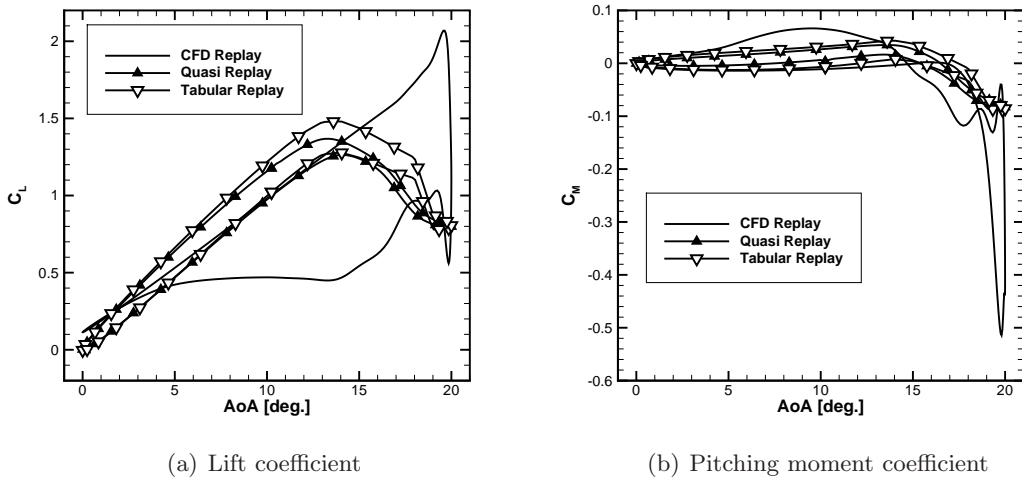 2
1.5
1
0.5
0
C_L
0
5
10
15
20
AoA [deg.]
CFD Replay
Quasi Replay
Tabular Replay
(a) Lift coefficient
0.1
0
-0.1
-0.2
-0.3
-0.4
-0.5
-0.6
C_M
0
5
10
15
20
AoA [deg.]
CFD Replay
Quasi Replay
Tabular Replay
(b) Pitching moment coefficient